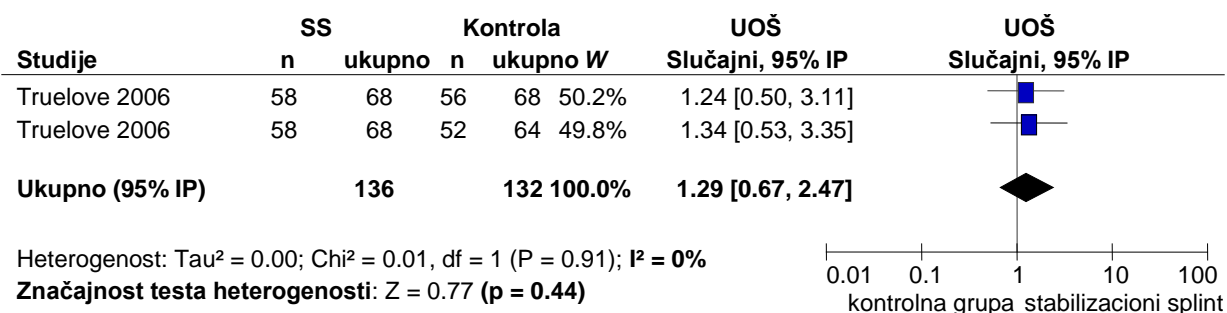 SS Kontrola UOŠ UOŠ
Studije n ukupno n ukupno W Slučajni, 95% IP Slučajni, 95% IP
Truelove 2006 58 68 56 68 50.2% 1.24 [0.50, 3.11]
Truelove 2006 58 68 52 64 49.8% 1.34 [0.53, 3.35]
Ukupno (95% IP) 136 132 100.0% 1.29 [0.67, 2.47]
Heterogenost: Tau² = 0.00; Chi² = 0.01, df = 1 (P = 0.91); I² = 0%
Značajnost testa heterogenosti: Z = 0.77 (p = 0.44)
0.01 0.1 1 10 100
kontrolna grupa stabilizacioni splint